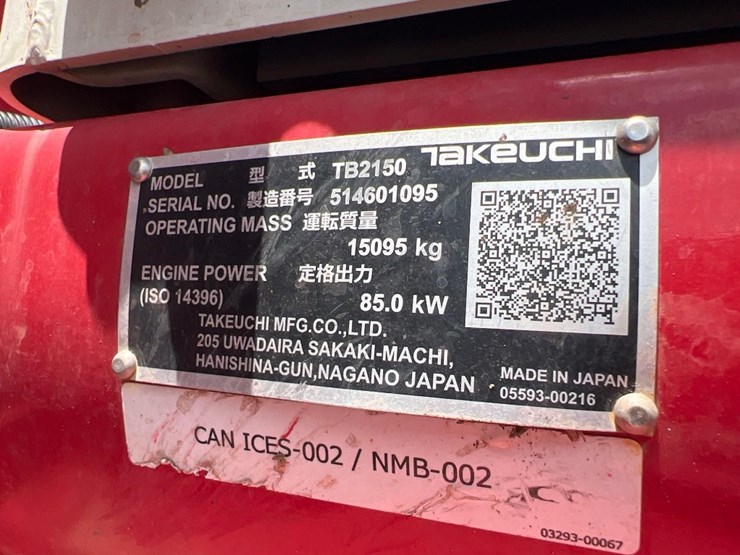 TAKEUCHI
MODEL 型 式 TB2150
SERIAL NO. 製造番号 514601095
OPERATING MASS 運転質量
15095 kg
ENGINE POWER 定格出力
(ISO 14396) 85.0 kW
TAKEUCHI MFG.CO.,LTD.
205 UWADAIRA SAKAKI-MACHI,
HANISHINA-GUN,NAGANO JAPAN
MADE IN JAPAN
05593-00216
CAN ICES-002 / NMB-002
03293-00067